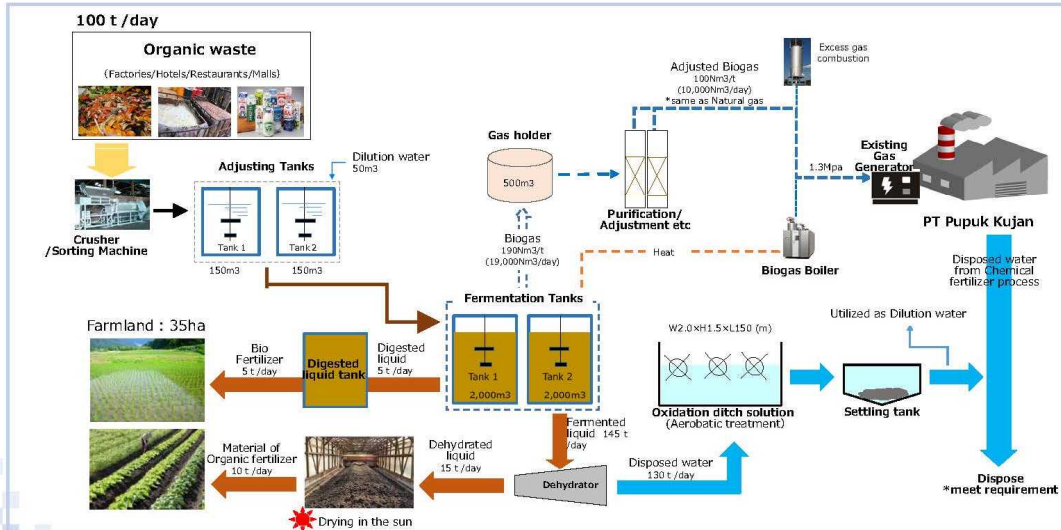 100 t /day
Organic waste
(Factories/Hotels/Restaurants/Malls)
Crusher
/Sorting Machine
Adjusting Tanks
Dilution water
50m3
Tank 1
Tank 2
150m3
150m3
Gas holder
500m3
Biogas
190Nm3/t
(19,000Nm3/day)
Purification/
Adjustment etc
Adjusted Biogas
100Nm3/t
(10,000Nm3/day)
*same as Natural gas
Excess gas
combustion
1.3Mpa
Existing
Gas
Generator
PT Pupuk Kujan
Biogas Boiler
Heat
Fermentation Tanks
Tank 1
2,000m3
Tank 2
2,000m3
Farmland : 35ha
Bio
Fertilizer
5 t /day
Digested
liquid tank
Digested
liquid
5 t /day
Fermented
liquid 145 t
/day
Dehydrator
Dehydrated
liquid
15 t /day
Drying in the sun
Material of
Organic fertilizer
10 t /day
Disposed water
130 t /day
W2.0×H1.5×L150 (m)
Oxidation ditch solution
(Aerobatic treatment)
Settling tank
Utilized as Dilution water
Disposed water
from Chemical
fertilizer process
Dispose
*meet requirement